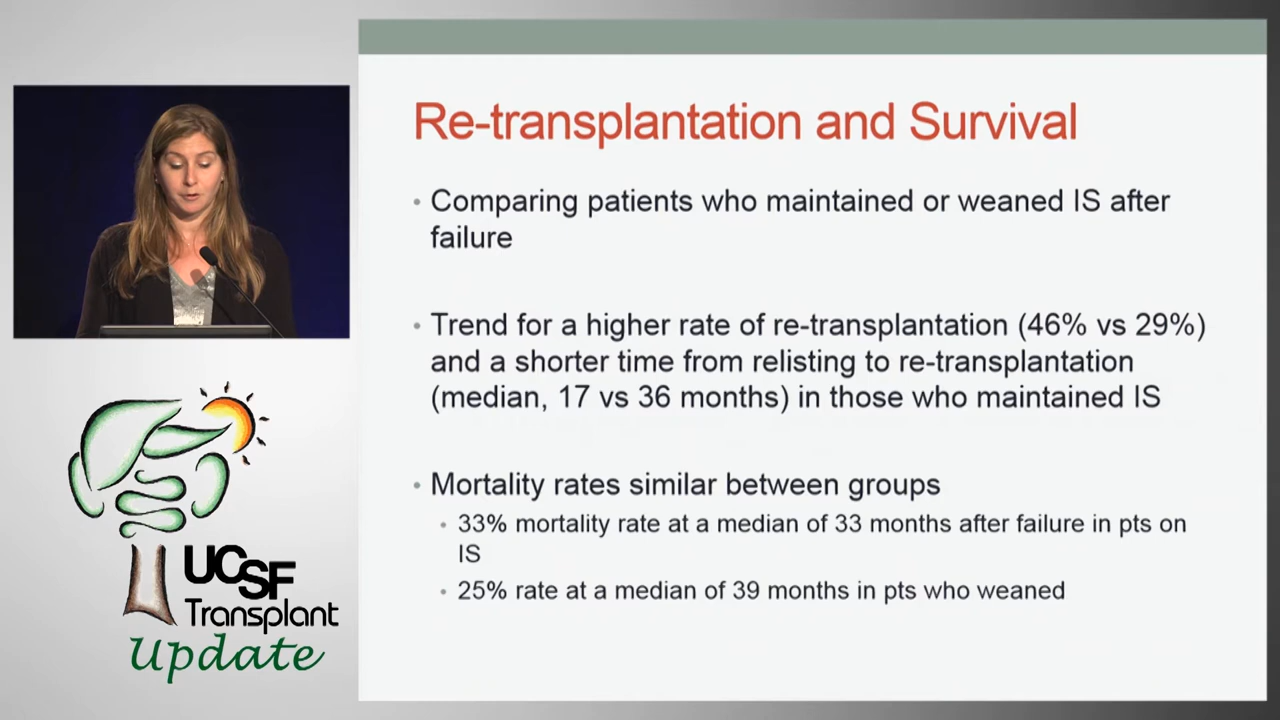 Re-transplantation and Survival
• Comparing patients who maintained or weaned IS after
failure
• Trend for a higher rate of re-transplantation (46% vs 29%)
and a shorter time from relisting to re-transplantation
(median, 17 vs 36 months) in those who maintained IS
• Mortality rates similar between groups
• 33% mortality rate at a median of 33 months after failure in pts on
IS
• 25% rate at a median of 39 months in pts who weaned
UCSF
Transplant
Update